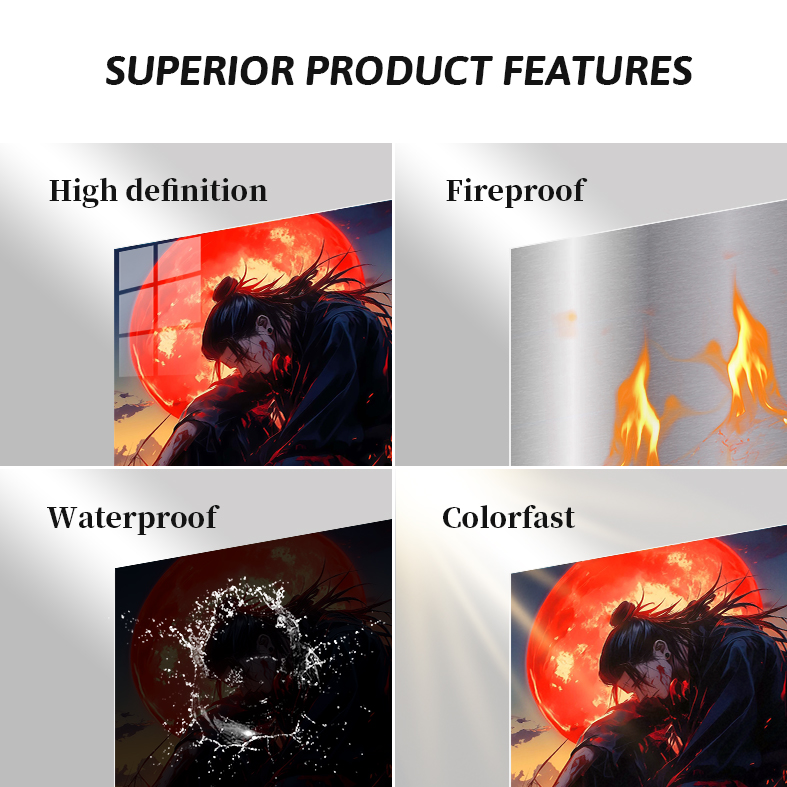 SUPERIOR PRODUCT FEATURES
High definition
Fireproof
Waterproof
Colorfast